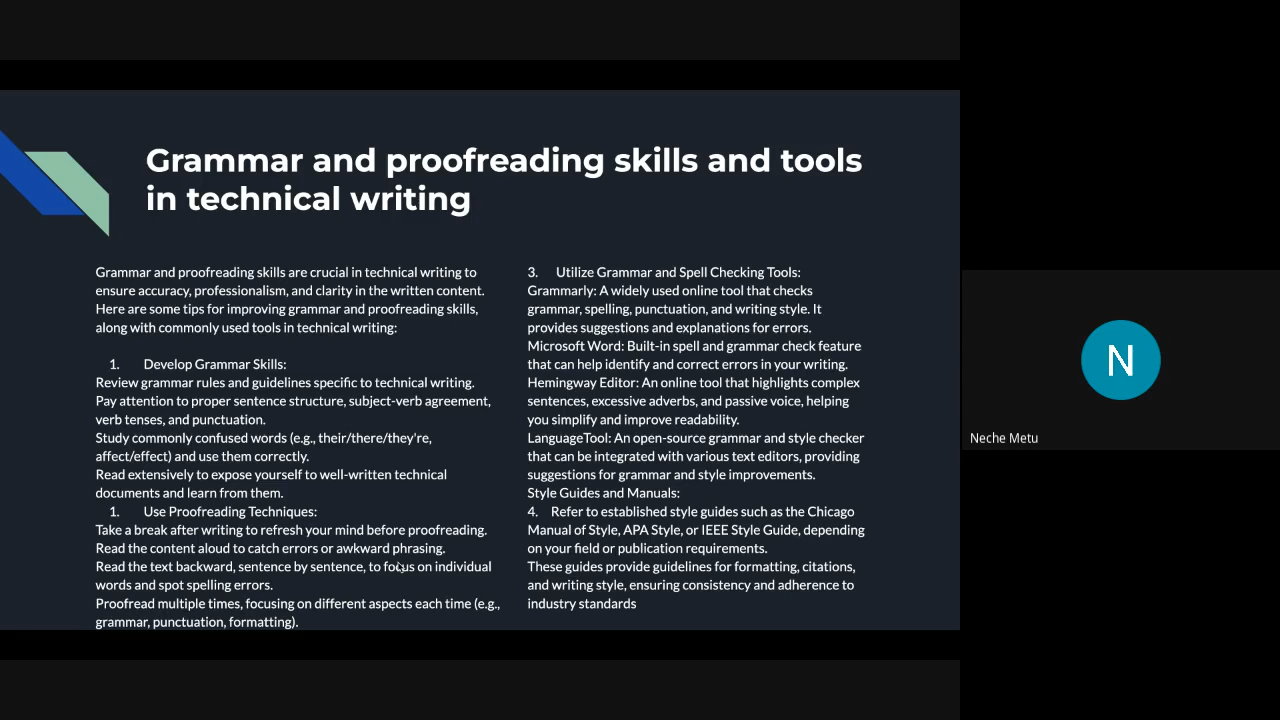 Grammar and proofreading skills and tools
in technical writing
Grammar and proofreading skills are crucial in technical writing to
ensure accuracy, professionalism, and clarity in the written content.
Here are some tips for improving grammar and proofreading skills,
along with commonly used tools in technical writing:
1. Develop Grammar Skills:
Review grammar rules and guidelines specific to technical writing.
Pay attention to proper sentence structure, subject-verb agreement,
verb tenses, and punctuation.
Study commonly confused words (e.g., their/there/they're,
affect/effect) and use them correctly.
Read extensively to expose yourself to well-written technical
documents and learn from them.
1. Use Proofreading Techniques:
Take a break after writing to refresh your mind before proofreading.
Read the content aloud to catch errors or awkward phrasing.
Read the text backward, sentence by sentence, to focus on individual
words and spot spelling errors.
Proofread multiple times, focusing on different aspects each time (e.g.,
grammar, punctuation, formatting).
3. Utilize Grammar and Spell Checking Tools:
Grammarly: A widely used online tool that checks
grammar, spelling, punctuation, and writing style. It
provides suggestions and explanations for errors.
Microsoft Word: Built-in spell and grammar check feature
that can help identify and correct errors in your writing.
Hemingway Editor: An online tool that highlights complex
sentences, excessive adverbs, and passive voice, helping
you simplify and improve readability.
LanguageTool: An open-source grammar and style checker
that can be integrated with various text editors, providing
suggestions for grammar and style improvements.
Style Guides and Manuals:
4. Refer to established style guides such as the Chicago
Manual of Style, APA Style, or IEEE Style Guide, depending
on your field or publication requirements.
These guides provide guidelines for formatting, citations,
and writing style, ensuring consistency and adherence to
industry standards
N
Neche Metu